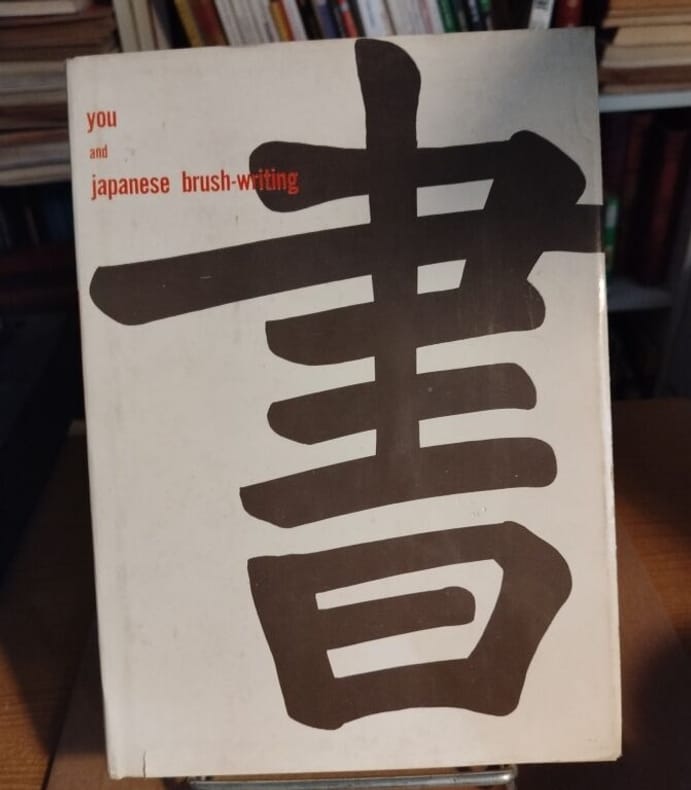 you
and
japanese brush-writing
書